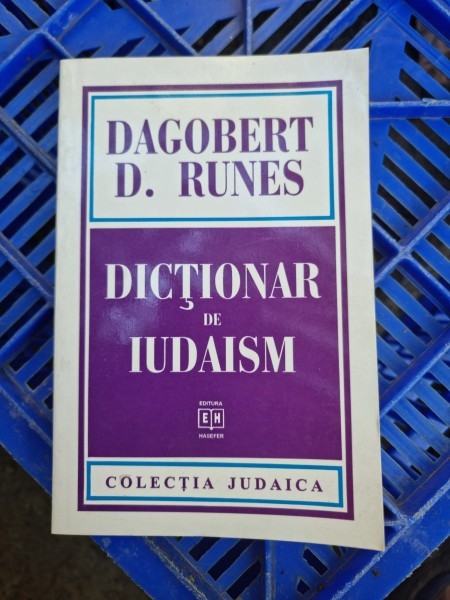 DAGOBERT
D. RUNES
DICŢIONAR
DE
IUDAISM
EDITURA
EH
HASEFER
COLECŢIA JUDAICA